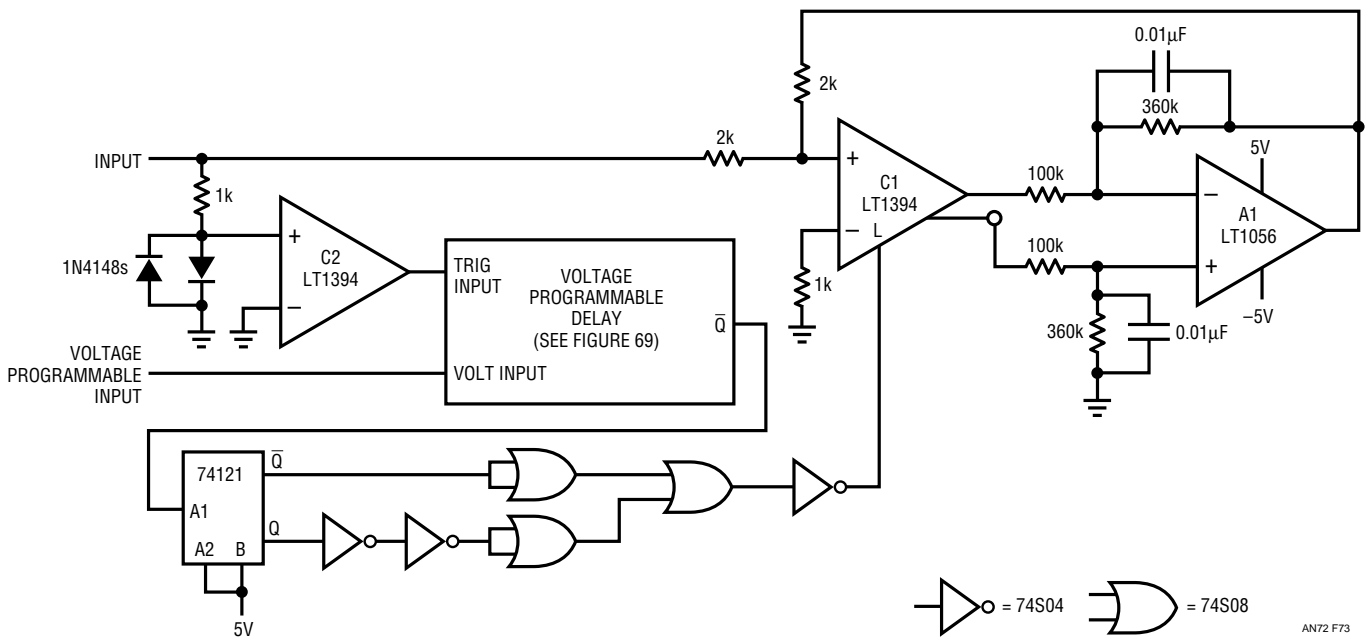 0.01µF
2k
360k
INPUT
2k
5V
1k
+
C1
LT1394
100k
–
A1
LT1056
+
C2
LT1394
–
L
100k
+
1N4148s
TRIG
INPUT
VOLTAGE
PROGRAMMABLE
DELAY
(SEE FIGURE 69)
Q
1k
–5V
–
360k
0.01µF
VOLTAGE
PROGRAMMABLE
INPUT
VOLT INPUT
Q
74121
A1
Q
A2 B
5V
= 74S04
= 74S08
AN72 F73